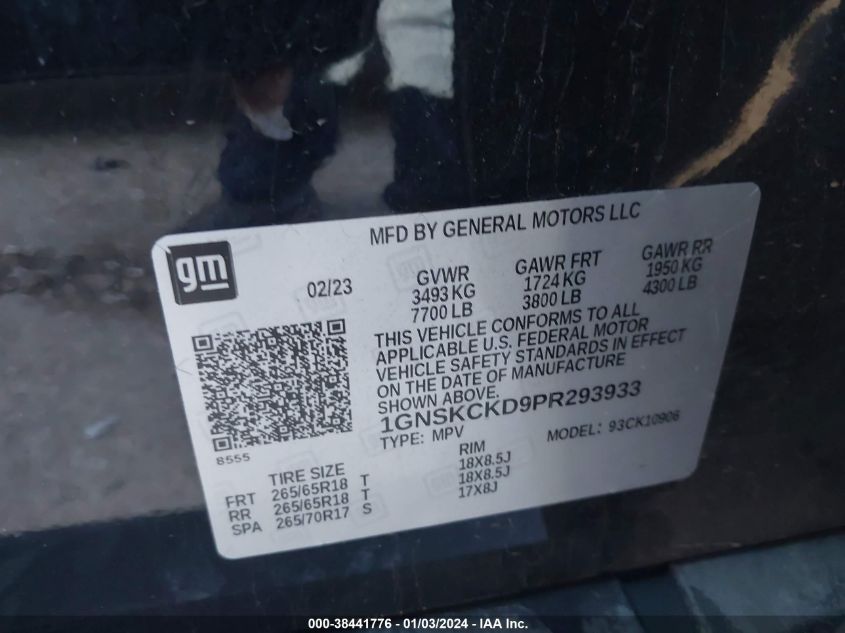 MFD BY GENERAL MOTORS LLC
gm
02/23
GVWR GAWR FRT GAWR RR
3493 KG 1724 KG 1950 KG
7700 LB 3800 LB 4300 LB
THIS VEHICLE CONFORMS TO ALL
APPLICABLE U.S. FEDERAL MOTOR
VEHICLE SAFETY STANDARDS IN EFFECT
ON THE DATE OF MANUFACTURE
SHOWN ABOVE.
1GNSKCKD9PR293933
TYPE: MPV MODEL: 93CK10906
8555
TIRE SIZE RIM
FRT 265/65R18 T 18X8.5J
RR 265/65R18 T 18X8.5J
SPA 265/70R17 S 17X8J
000-38441776 - 01/03/2024 - IAA Inc.